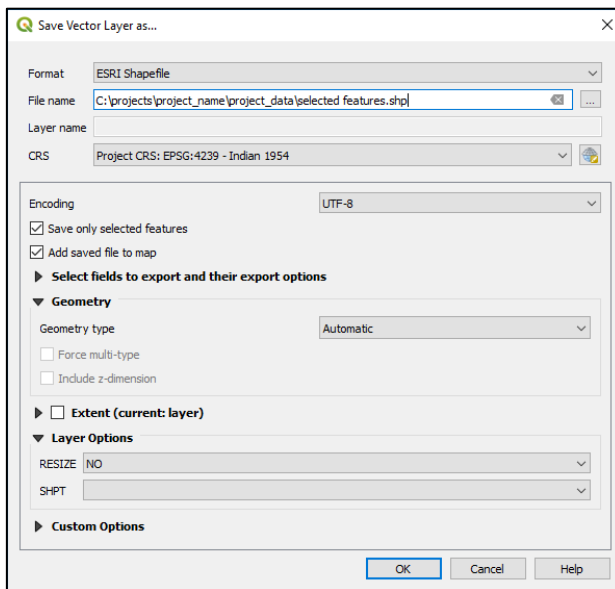 Save Vector Layer as...
Format ESRI Shapefile
File name C:\projects\project_name\project_data\selected features.shp
...
Layer name
CRS Project CRS: EPSG:4239 - Indian 1954
Encoding UTF-8
Save only selected features
Add saved file to map
Select fields to export and their export options
Geometry
Geometry type Automatic
Force multi-type
Include z-dimension
Extent (current: layer)
Layer Options
RESIZE NO
SHPT
Custom Options
OK Cancel Help